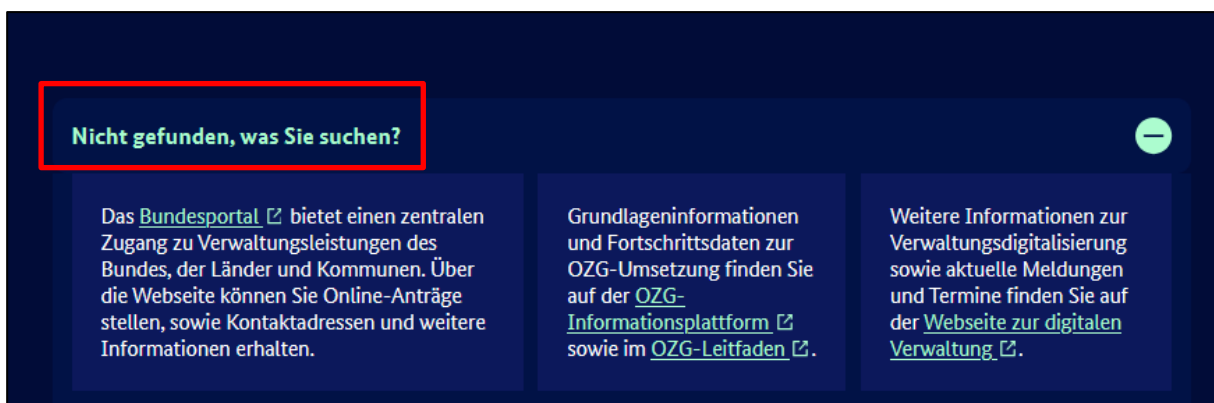 Nicht gefunden, was Sie suchen?
Das Bundesportal bietet einen zentralen
Zugang zu Verwaltungsleistungen des
Bundes, der Länder und Kommunen. Über
die Webseite können Sie Online-Anträge
stellen, sowie Kontaktadressen und weitere
Informationen erhalten.
Grundlageninformationen
und Fortschrittsdaten zur
OZG-Umsetzung finden Sie
auf der OZG-
Informationsplattform
sowie im OZG-Leitfaden.
Weitere Informationen zur
Verwaltungsdigitalisierung
sowie aktuelle Meldungen
und Termine finden Sie auf
der Webseite zur digitalen
Verwaltung.